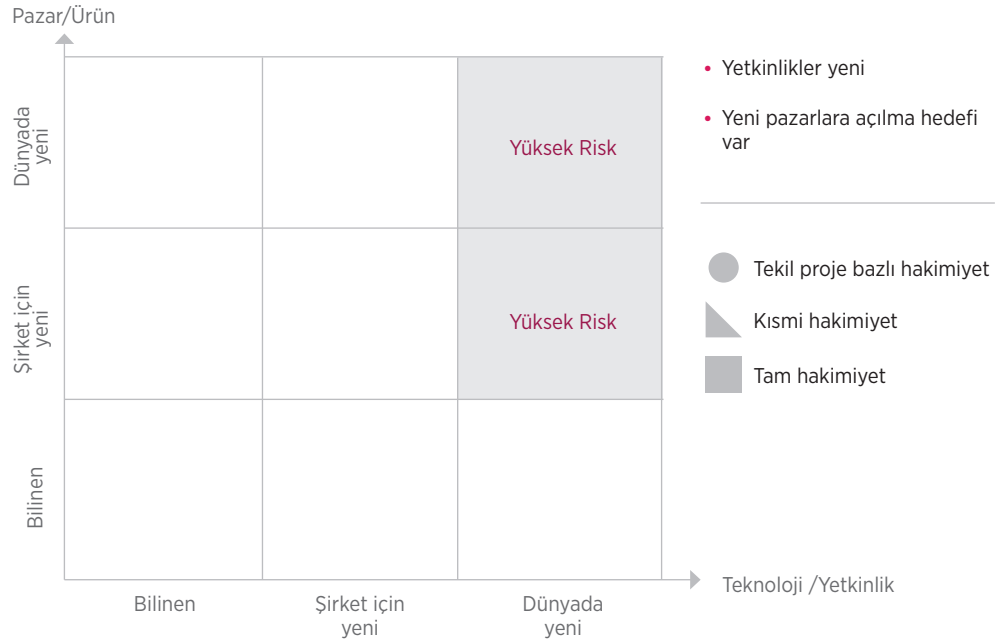 Pazar/Ürün
Dünyada
yeni
Şirket için
yeni
Bilinen
Yüksek Risk
Yüksek Risk
Bilinen
Şirket için
yeni
Dünyada
yeni
Teknoloji /Yetkinlik
• Yetkinlikler yeni
• Yeni pazarlara açılma hedefi
var
Tekil proje bazlı hakimiyet
Kısmi hakimiyet
Tam hakimiyet